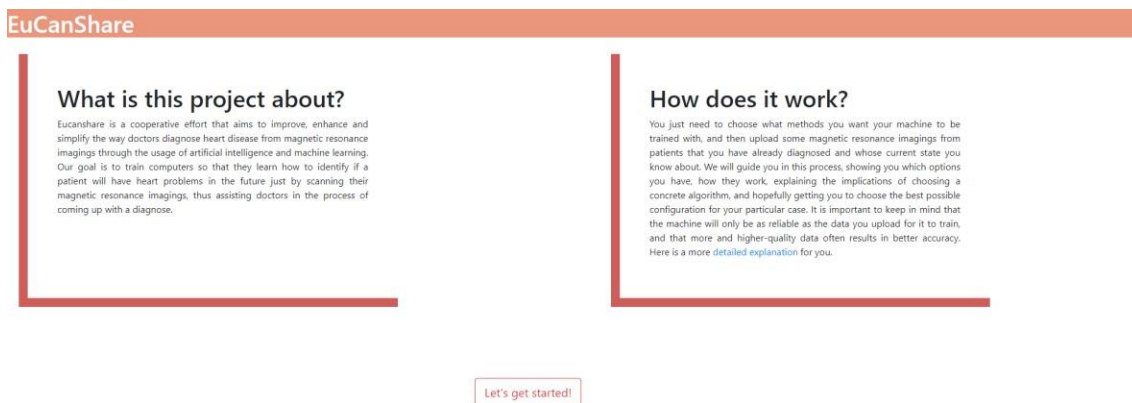 EuCanShare
What is this project about?
Eucanshare is a cooperative effort that aims to improve, enhance and
simplify the way doctors diagnose heart disease from magnetic resonance
imagings through the usage of artificial intelligence and machine learning.
Our goal is to train computers so that they learn how to identify if a
patient will have heart problems in the future just by scanning their
magnetic resonance imagings, thus assisting doctors in the process of
coming up with a diagnose.
How does it work?
You just need to choose what methods you want your machine to be
trained with, and then upload some magnetic resonance imagings from
patients that you have already diagnosed and whose current state you
know about. We will guide you in this process, showing you which options
you have, how they work, explaining the implications of choosing a
concrete algorithm, and hopefully getting you to choose the best possible
configuration for your particular case. It is important to keep in mind that
the machine will only be as reliable as the data you upload for it to train,
and that more and higher-quality data often results in better accuracy.
Here is a more detailed explanation for you.
Let's get started!